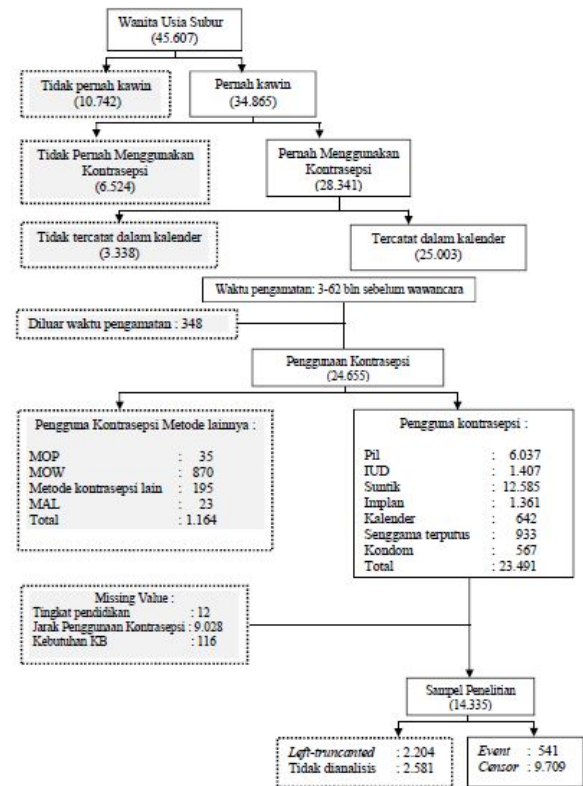 Wanita Usia Subur
(45.607)
Tidak pernah kawin
(10.742)
Pernah kawin
(34.865)
Tidak Pernah Menggunakan
Kontrasepsi
(6.524)
Pernah Menggunakan
Kontrasepsi
(28.341)
Tidak tercatat dalam kalender
(3.338)
Tercatat dalam kalender
(25.003)
Waktu pengamatan: 3-62 bln sebelum wawancara
Diluar waktu pengamatan : 348
Penggunaan Kontrasepsi
(24.655)
Pengguna Kontrasepsi Metode lainnya :
MOP : 35
MOW : 870
Metode kontrasepsi lain : 195
MAL : 23
Total : 1.164
Pengguna kontrasepsi :
Pil : 6.037
IUD : 1.407
Suntik : 12.585
Implan : 1.361
Kalender : 642
Senggama terputus : 933
Kondom : 567
Total : 23.491
Missing Value :
Tingkat pendidikan : 12
Jarak Penggunaan Kontrasepsi : 9.028
Kebutuhan KB : 116
Sampel Penelitian
(14.335)
Left-truncanted : 2.204
Tidak dianalisis : 2.581
Event : 541
Censor : 9.709